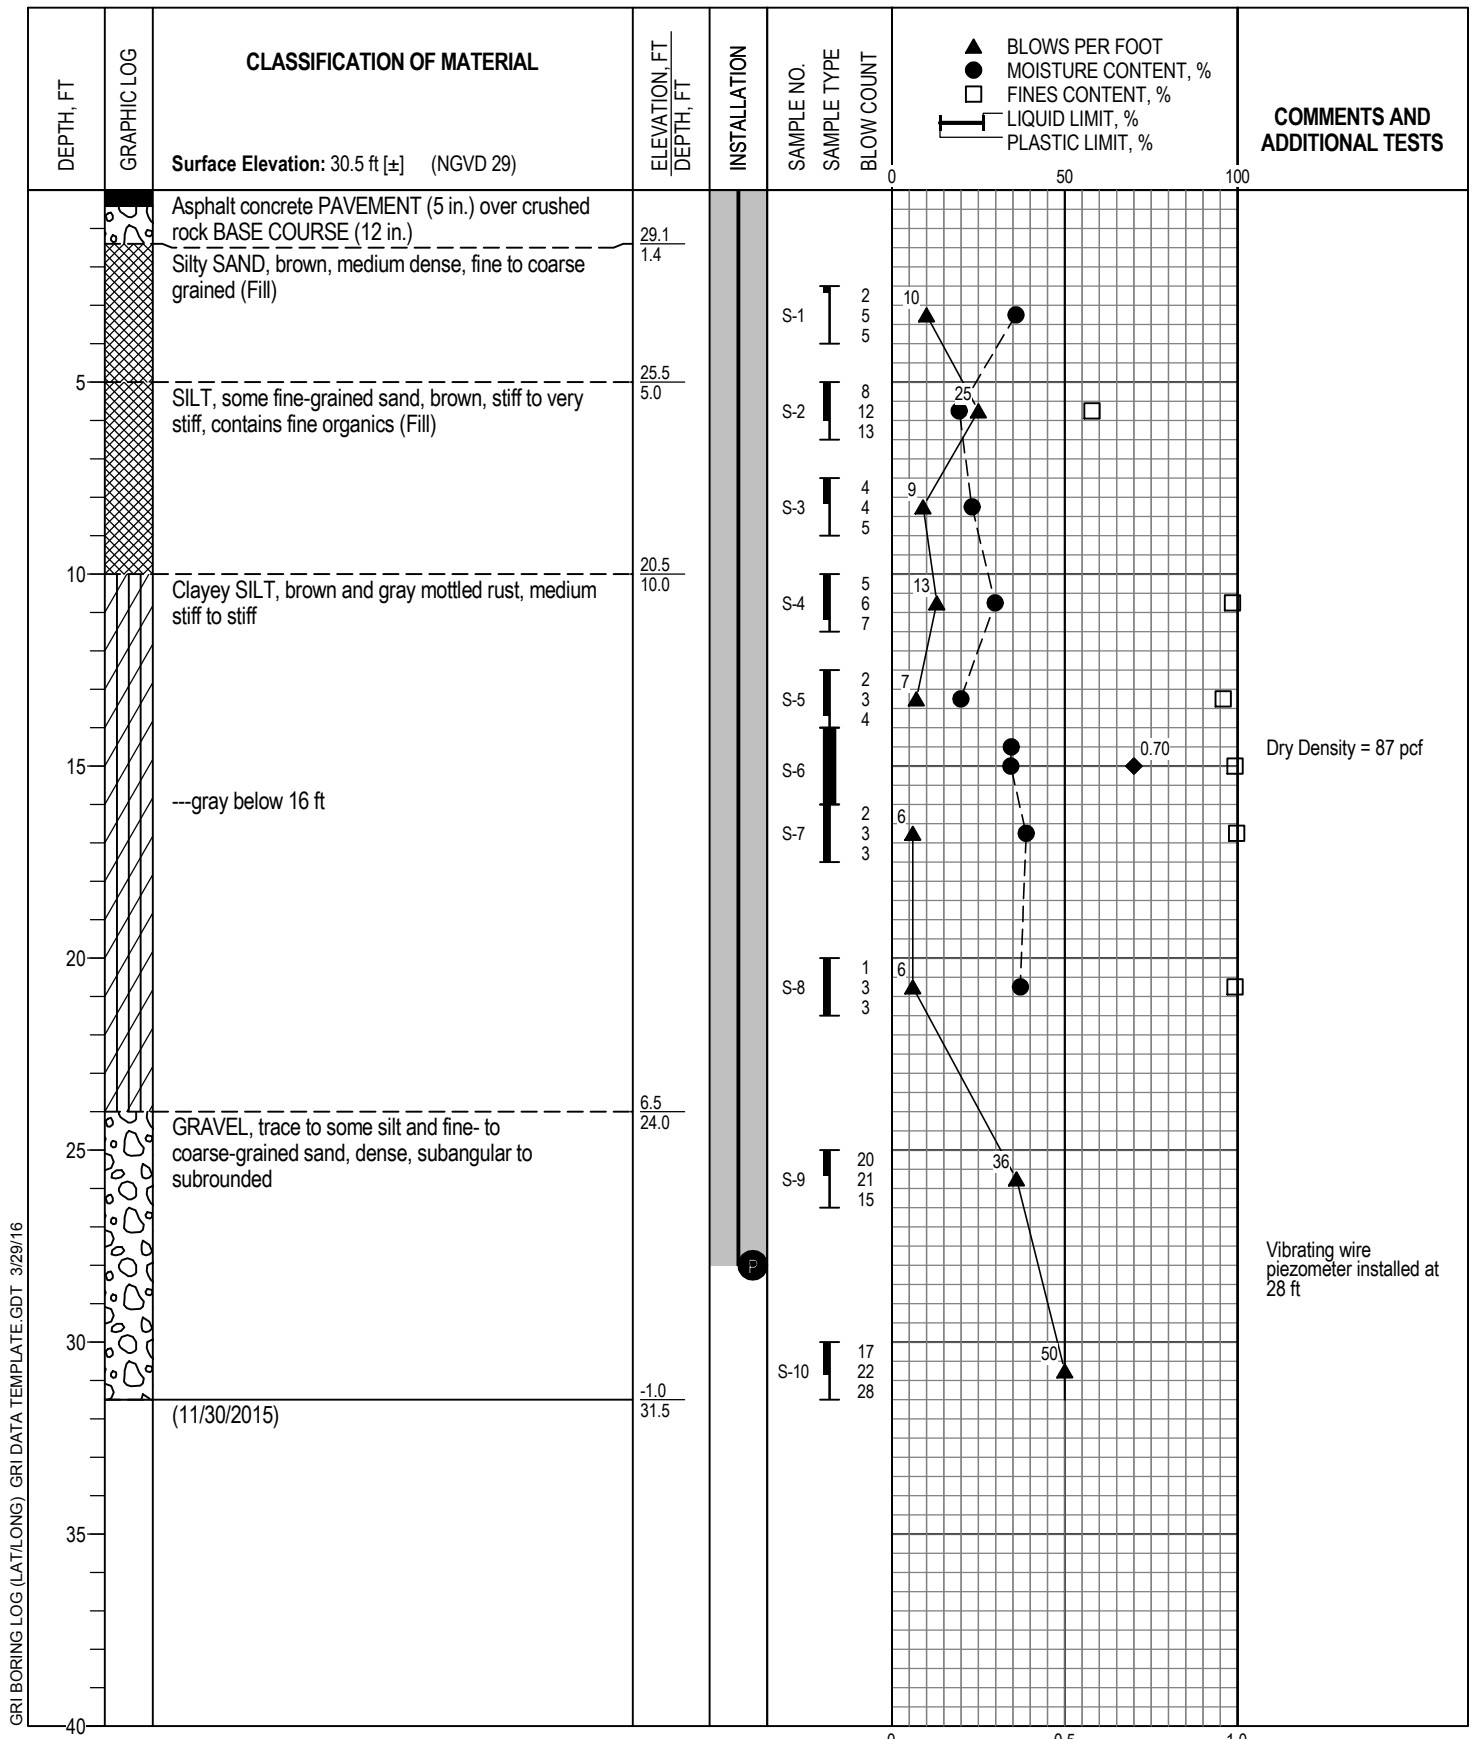 DEPTH, FT
GRAPHIC LOG
CLASSIFICATION OF MATERIAL
Surface Elevation: 30.5 ft [±] (NGVD 29)
ELEVATION, FT
DEPTH, FT
INSTALLATION
SAMPLE NO.
SAMPLE TYPE
BLOW COUNT
BLOWS PER FOOT
MOISTURE CONTENT, %
FINES CONTENT, %
LIQUID LIMIT, %
PLASTIC LIMIT, %
0 50 100
COMMENTS AND
ADDITIONAL TESTS
Asphalt concrete PAVEMENT (5 in.) over crushed
rock BASE COURSE (12 in.)
29.1
1.4
Silty SAND, brown, medium dense, fine to coarse
grained (Fill)
S-1
2
5
5
10
5
25.5
5.0
SILT, some fine-grained sand, brown, stiff to very
stiff, contains fine organics (Fill)
S-2
8
12
13
25
S-3
4
4
5
9
10
20.5
10.0
Clayey SILT, brown and gray mottled rust, medium
stiff to stiff
S-4
5
6
7
13
S-5
2
3
4
7
15
S-6
0.70
Dry Density = 87 pcf
---gray below 16 ft
S-7
2
3
3
6
20
S-8
1
3
3
6
6.5
24.0
GRAVEL, trace to some silt and fine- to
coarse-grained sand, dense, subangular to
subrounded
25
S-9
20
21
15
36
P
Vibrating wire
piezometer installed at
28 ft
30
S-10
17
22
28
50
-1.0
31.5
(11/30/2015)
35
40
0 0.5 1.0
GRI BORING LOG (LAT/LONG) GRI DATA TEMPLATE.GDT 3/29/16